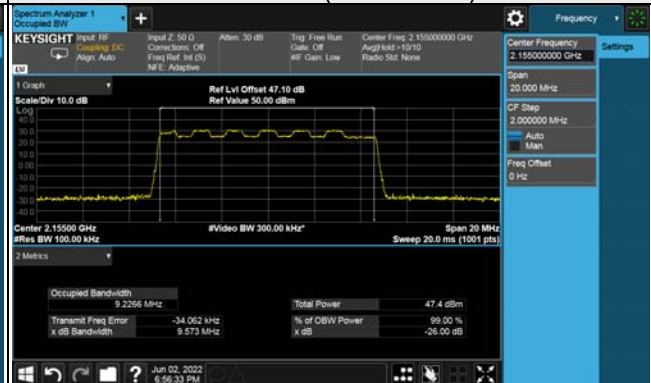 Spectrum Analyzer 1
Occupied BW
Frequency
KEYSIGHT Input: RF
Coupling: DC
Align: Auto
LM
Input Z: 50 Ω
Corrections: Off
Freq Ref: Int (S)
NFE: Adaptive
Atten: 30 dB
Trig: Free Run
Gate: Off
#IF Gain: Low
Center Freq: 2.155000000 GHz
Avg|Hold:>10/10
Radio Std: None
Center Frequency
2.155000000 GHz
Settings
Span
20.000 MHz
CF Step
2.000000 MHz
Auto
Man
Freq Offset
0 Hz
1 Graph
Scale/Div 10.0 dB
Ref Lvl Offset 47.10 dB
Ref Value 50.00 dBm
Log
40.0
30.0
20.0
10.0
0.00
-10.0
-20.0
-30.0
-40.0
Center 2.15500 GHz
#Res BW 100.00 kHz
#Video BW 300.00 kHz*
Span 20 MHz
Sweep 20.0 ms (1001 pts)
2 Metrics
Occupied Bandwidth
9.2266 MHz
Total Power 47.4 dBm
Transmit Freq Error -34.062 kHz
% of OBW Power 99.00 %
x dB Bandwidth 9.573 MHz
x dB -26.00 dB
Jun 02, 2022
6:56:33 PM